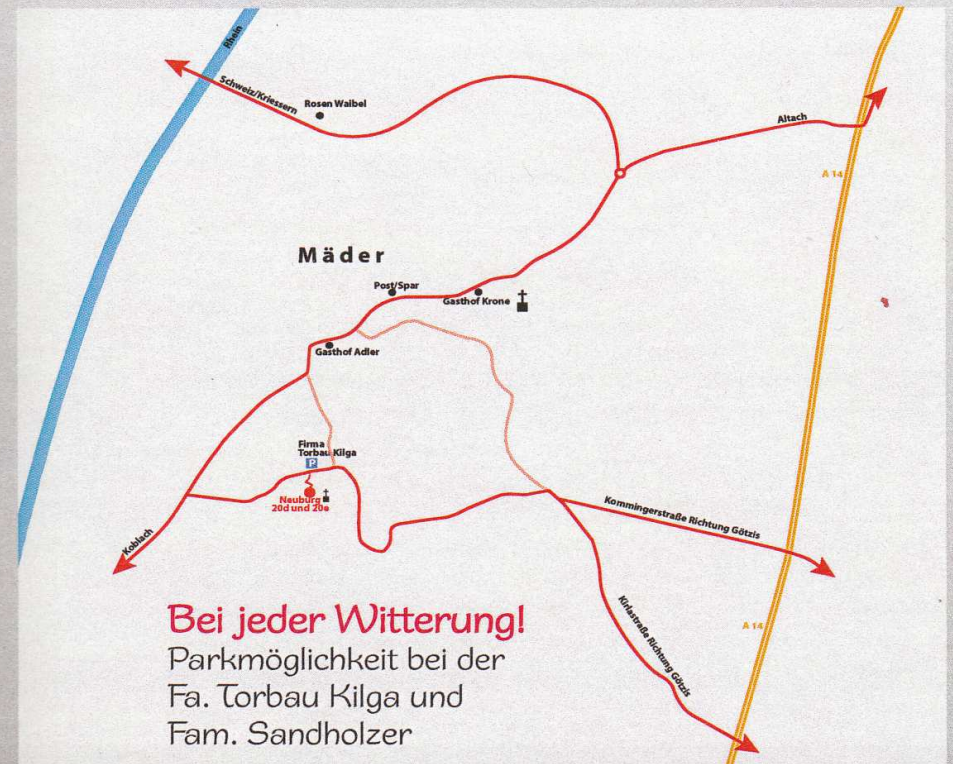 Rhein
Schweiz/Kriessern
Rosen Waibel
Altach
A 14
Mäder
Post/Spar
Gasthof Krone
Gasthof Adler
Firma
Torbau Kilga
P
Neuburg
20d und 20e
Koblach
Kommingerstraße Richtung Götzis
Kirlastraße Richtung Götzis
A 14
Bei jeder Witterung!
Parkmöglichkeit bei der
Fa. Torbau Kilga und
Fam. Sandholzer